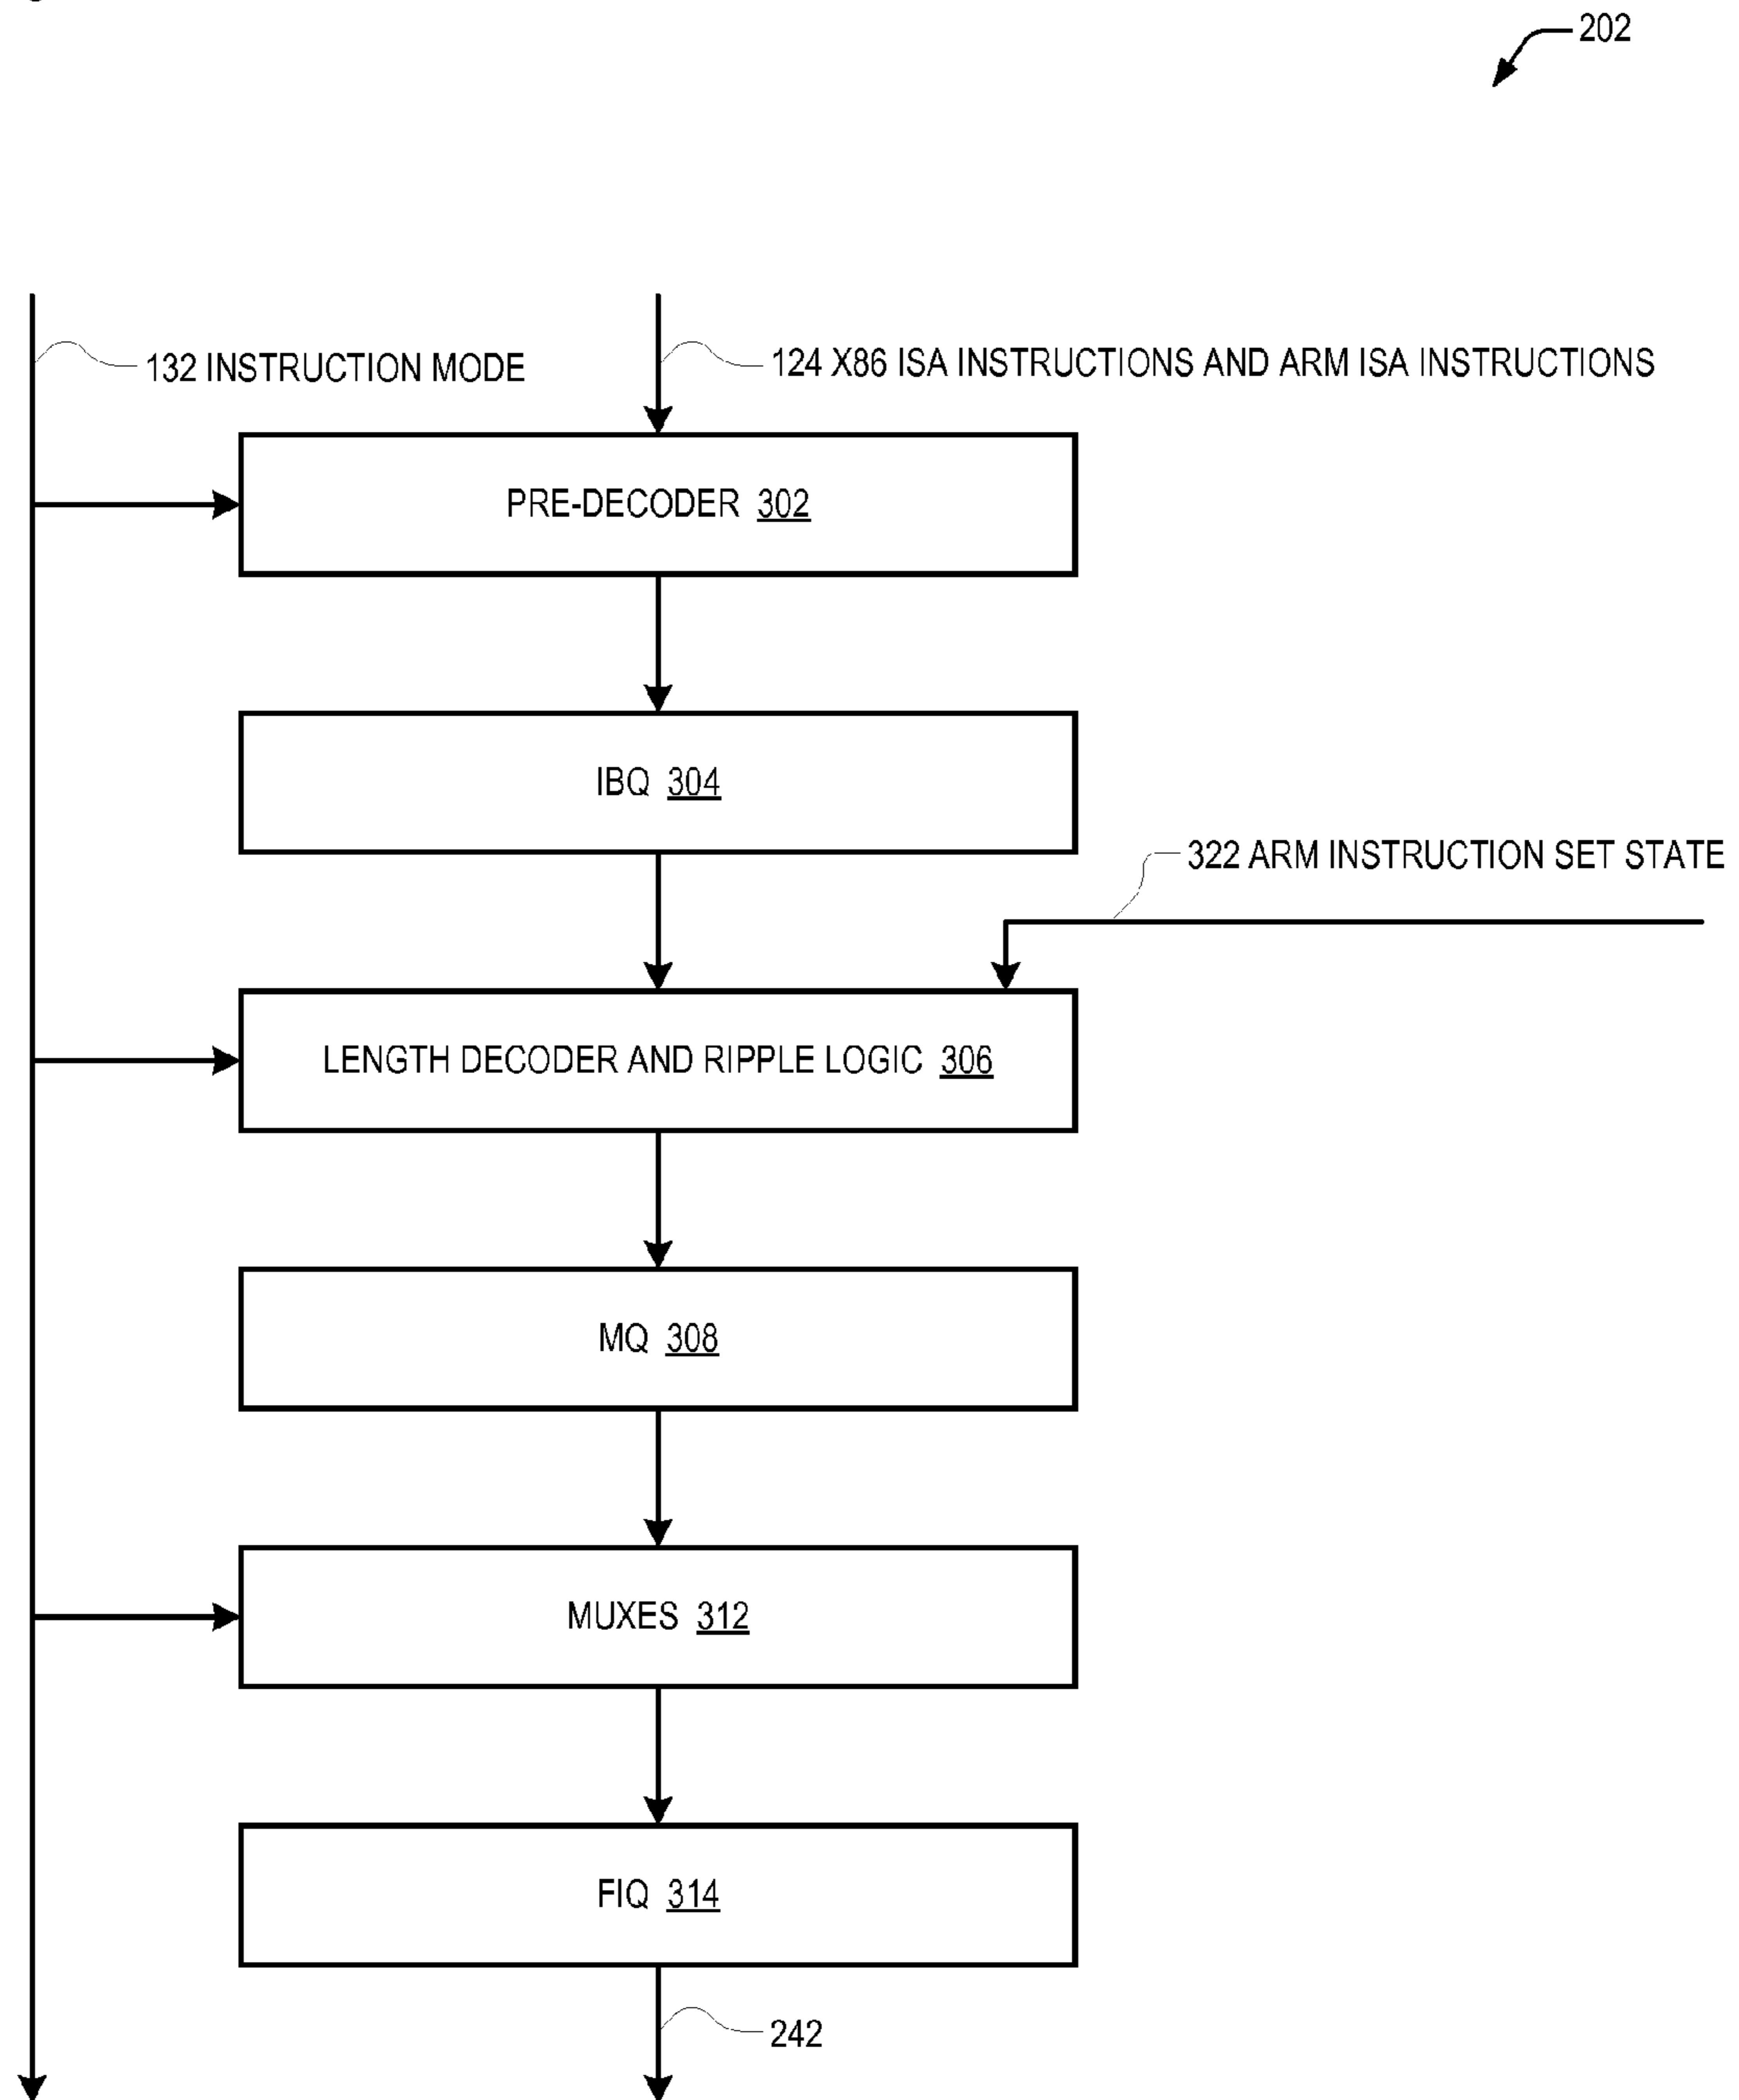 202
132 INSTRUCTION MODE
124 X86 ISA INSTRUCTIONS AND ARM ISA INSTRUCTIONS
PRE-DECODER 302
IBQ 304
322 ARM INSTRUCTION SET STATE
LENGTH DECODER AND RIPPLE LOGIC 306
MQ 308
MUXES 312
FIQ 314
242